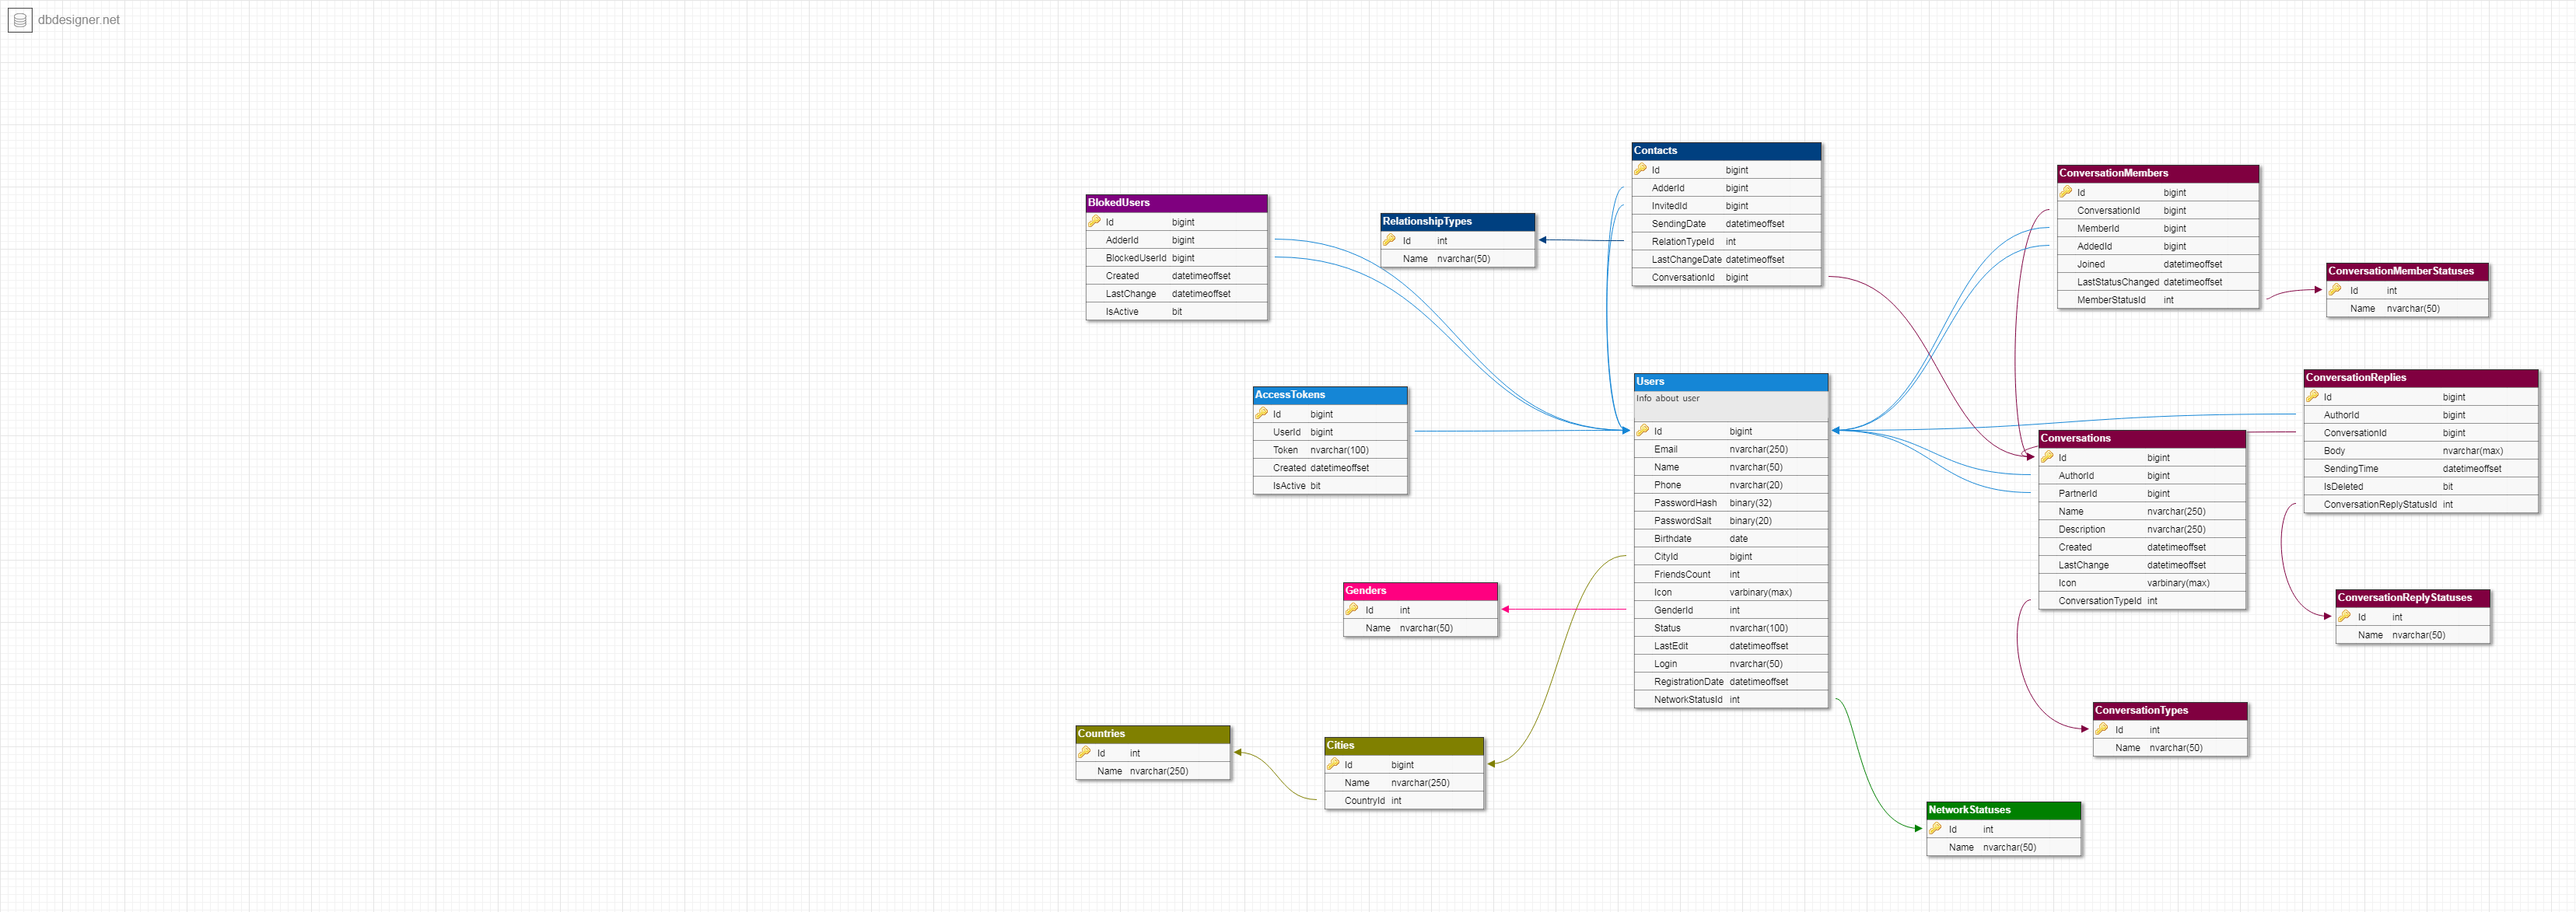 dbdesigner.net
Contacts
Id bigint
AdderId bigint
InvitedId bigint
SendingDate datetimeoffset
RelationTypeId int
LastChangeDate datetimeoffset
ConversationId bigint
ConversationMembers
Id bigint
ConversationId bigint
MemberId bigint
AddedId bigint
Joined datetimeoffset
LastStatusChanged datetimeoffset
MemberStatusId int
BlokedUsers
Id bigint
AdderId bigint
BlockedUserId bigint
Created datetimeoffset
LastChange datetimeoffset
IsActive bit
RelationshipTypes
Id int
Name nvarchar(50)
ConversationMemberStatuses
Id int
Name nvarchar(50)
AccessTokens
Id bigint
UserId bigint
Token nvarchar(100)
Created datetimeoffset
IsActive bit
Users
Info about user
Id bigint
Email nvarchar(250)
Name nvarchar(50)
Phone nvarchar(20)
PasswordHash binary(32)
PasswordSalt binary(20)
Birthdate date
CityId bigint
FriendsCount int
Icon varbinary(max)
GenderId int
Status nvarchar(100)
LastEdit datetimeoffset
Login nvarchar(50)
RegistrationDate datetimeoffset
NetworkStatusId int
ConversationReplies
Id bigint
AuthorId bigint
ConversationId bigint
Body nvarchar(max)
SendingTime datetimeoffset
IsDeleted bit
ConversationReplyStatusId int
Conversations
Id bigint
AuthorId bigint
PartnerId bigint
Name nvarchar(250)
Description nvarchar(250)
Created datetimeoffset
LastChange datetimeoffset
Icon varbinary(max)
ConversationTypeId int
Genders
Id int
Name nvarchar(50)
ConversationReplyStatuses
Id int
Name nvarchar(50)
ConversationTypes
Id int
Name nvarchar(50)
Countries
Id int
Name nvarchar(250)
Cities
Id bigint
Name nvarchar(250)
CountryId int
NetworkStatuses
Id int
Name nvarchar(50)